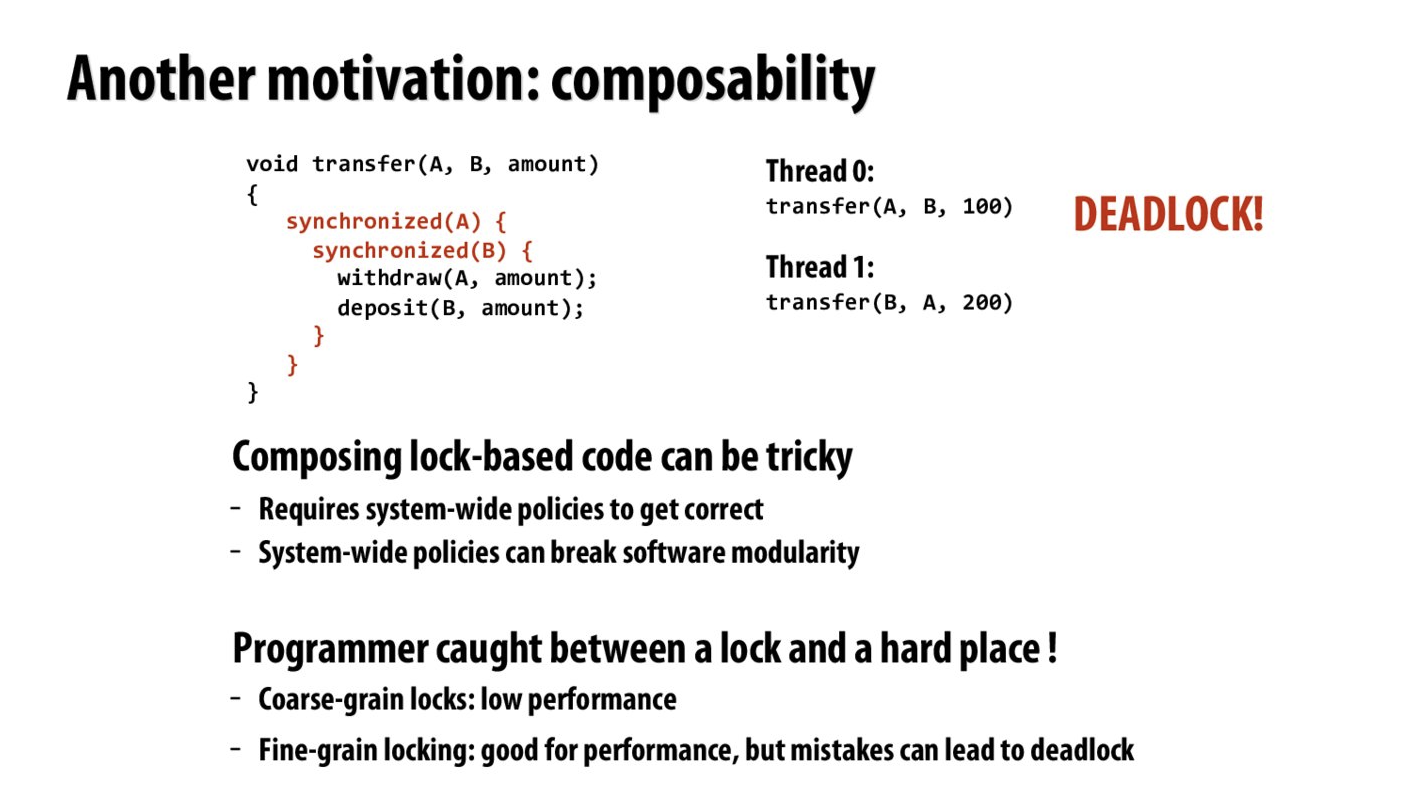 Another motivation: composability
void transfer(A, B, amount)
{
synchronized(A) {
synchronized(B) {
withdraw(A, amount);
deposit(B, amount);
}
}
}
Thread 0:
transfer(A, B, 100)
Thread 1:
transfer(B, A, 200)
DEADLOCK!
Composing lock-based code can be tricky
- Requires system-wide policies to get correct
- System-wide policies can break software modularity
Programmer caught between a lock and a hard place !
- Coarse-grain locks: low performance
- Fine-grain locking: good for performance, but mistakes can lead to deadlock